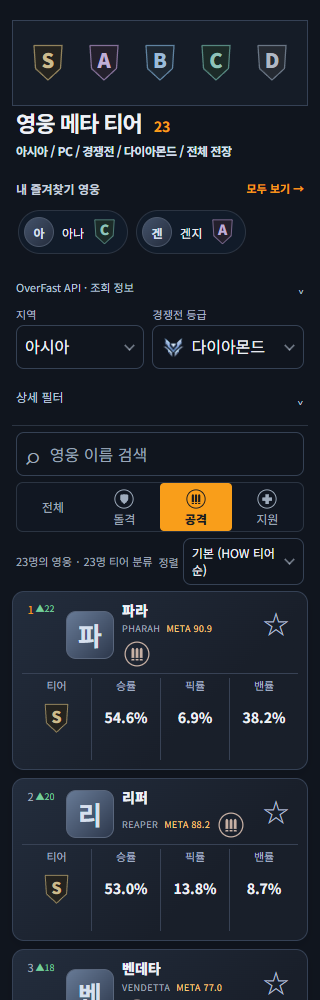 S A B C D
영웅 메타 티어 23
아시아 / PC / 경쟁전 / 다이아몬드 / 전체 전장
내 즐겨찾기 영웅 모두 보기 →
아 아나 C 겐 겐지 A
OverFast API · 조회 정보
지역 경쟁전 등급
아시아 다이아몬드
상세 필터
영웅 이름 검색
전체 돌격 공격 지원
23명의 영웅 · 23명 티어 분류 정렬 기본 (HOW 티어
순)
1 ▲22 파 파라
PHARAH META 90.9
☆
티어 승률 픽률 밴률
S 54.6% 6.9% 38.2%
2 ▲20 리 리퍼
REAPER META 88.2
☆
티어 승률 픽률 밴률
S 53.0% 13.8% 8.7%
3 ▲18 벤 벤데타
VENDETTA META 77.0
☆